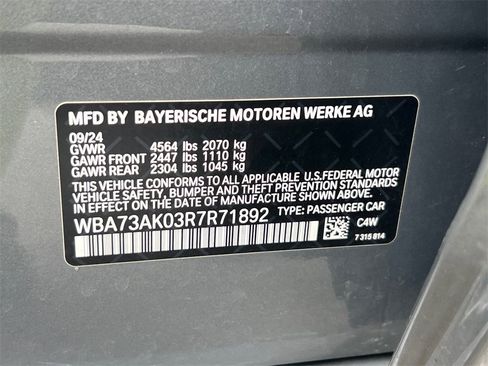 MFD BY BAYERISCHE MOTOREN WERKE AG
09/24
GVWR 4564 lbs 2070 kg
GAWR FRONT 2447 lbs 1110 kg
GAWR REAR 2304 lbs 1045 kg
THIS VEHICLE CONFORMS TO ALL APPLICABLE U.S.FEDERAL MOTOR
VEHICLE SAFETY, BUMPER, AND THEFT PREVENTION STANDARDS
IN EFFECT ON THE DATE OF MANUFACTURE SHOWN ABOVE.
WBA73AK03R7R71892 TYPE: PASSENGER CAR
C4W
7 315 814